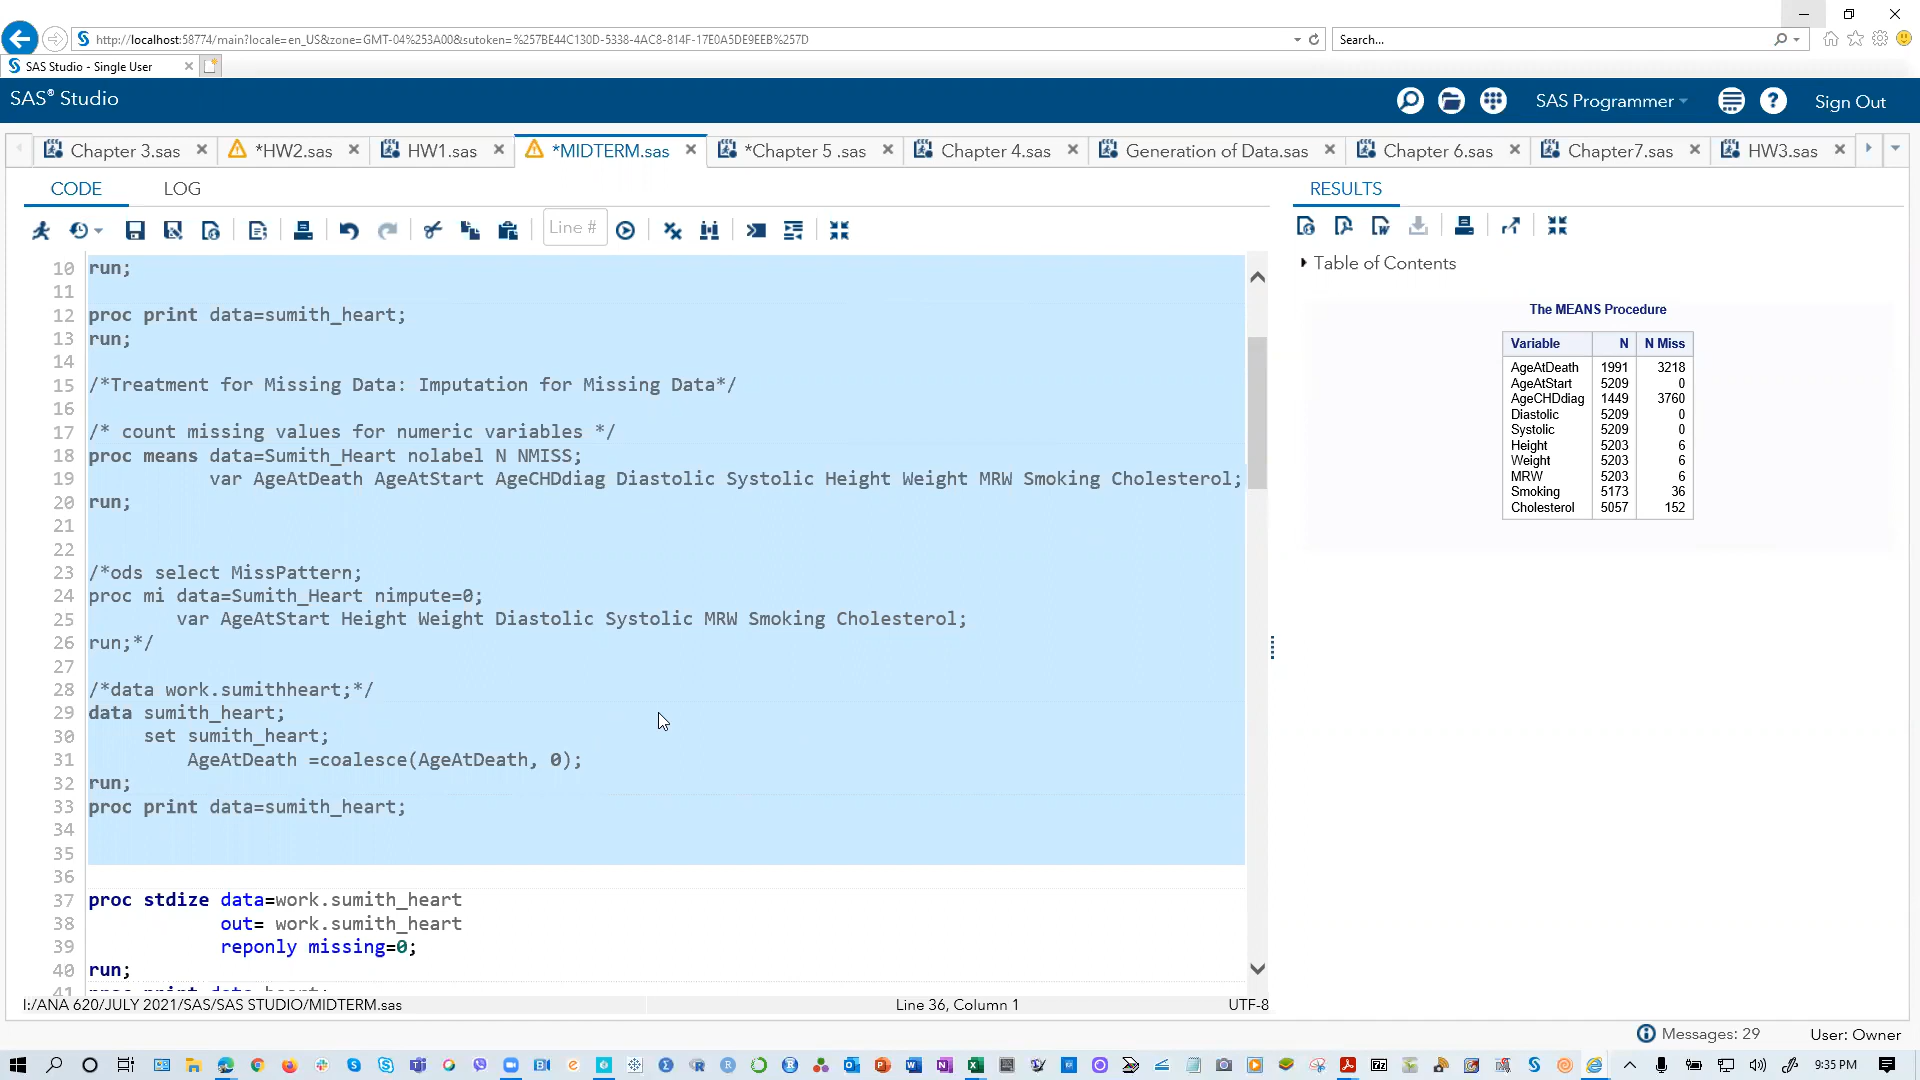 http://localhost:58774/main?locale=en_US&zone=GMT-04%253A00&sutoken=%257BE44C130D-5338-4AC8-814F-17E0A5DE9EEB%257D
Search...
SAS Studio - Single User
SAS® Studio
SAS Programmer
Sign Out
Chapter 3.sas
*HW2.sas
HW1.sas
*MIDTERM.sas
*Chapter 5 .sas
Chapter 4.sas
Generation of Data.sas
Chapter 6.sas
Chapter7.sas
HW3.sas
CODE
LOG
Line #
10 run;
11
12 proc print data=sumith_heart;
13 run;
14
15 /*Treatment for Missing Data: Imputation for Missing Data*/
16
17 /* count missing values for numeric variables */
18 proc means data=Sumith_Heart nolabel N NMISS;
19 var AgeAtDeath AgeAtStart AgeCHDdiag Diastolic Systolic Height Weight MRW Smoking Cholesterol;
20 run;
21
22
23 /*ods select MissPattern;
24 proc mi data=Sumith_Heart nimpute=0;
25 var AgeAtStart Height Weight Diastolic Systolic MRW Smoking Cholesterol;
26 run;*/
27
28 /*data work.sumithheart;*/
29 data sumith_heart;
30 set sumith_heart;
31 AgeAtDeath =coalesce(AgeAtDeath, 0);
32 run;
33 proc print data=sumith_heart;
34
35
36
37 proc stdize data=work.sumith_heart
38 out= work.sumith_heart
39 reponly missing=0;
40 run;
I:/ANA 620/JULY 2021/SAS/SAS STUDIO/MIDTERM.sas
Line 36, Column 1
UTF-8
RESULTS
Table of Contents
The MEANS Procedure
Variable N N Miss
AgeAtDeath 1991 3218
AgeAtStart 5209 0
AgeCHDdiag 1449 3760
Diastolic 5209 0
Systolic 5209 0
Height 5203 6
Weight 5203 6
MRW 5203 6
Smoking 5173 36
Cholesterol 5057 152
Messages: 29
User: Owner
9:35 PM